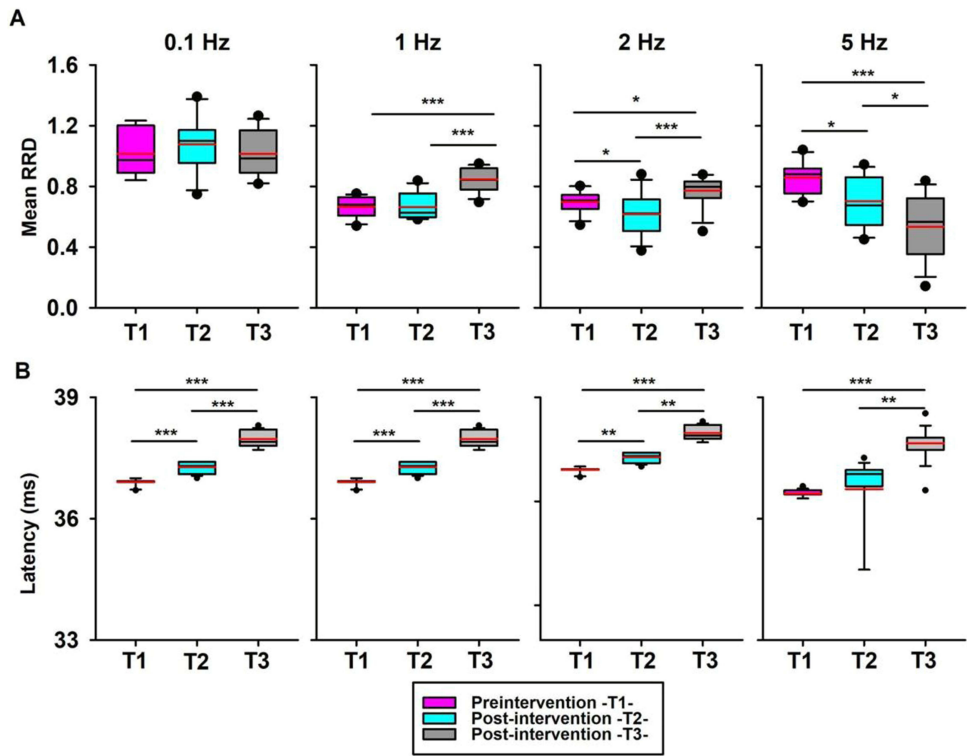 A
0.1 Hz 1 Hz 2 Hz 5 Hz
Mean RRD
1.6
1.2
0.8
0.4
0.0
*** *** * *** * *** * *
T1 T2 T3 T1 T2 T3 T1 T2 T3 T1 T2 T3
B
Latency (ms)
39
36
33
*** *** *** ***
*** *** ** **
*** *** **
T1 T2 T3 T1 T2 T3 T1 T2 T3 T1 T2 T3
Preintervention -T1-
Post-intervention -T2-
Post-intervention -T3-